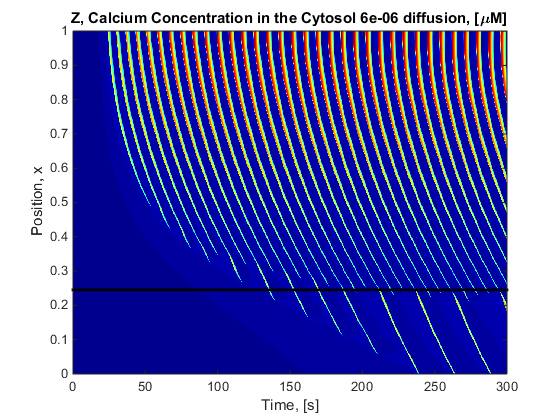 Z, Calcium Concentration in the Cytosol 6e-06 diffusion, [μM]
1
0.9
0.8
0.7
0.6
0.5
0.4
0.3
0.2
0.1
0
Position, x
0 50 100 150 200 250 300
Time, [s]